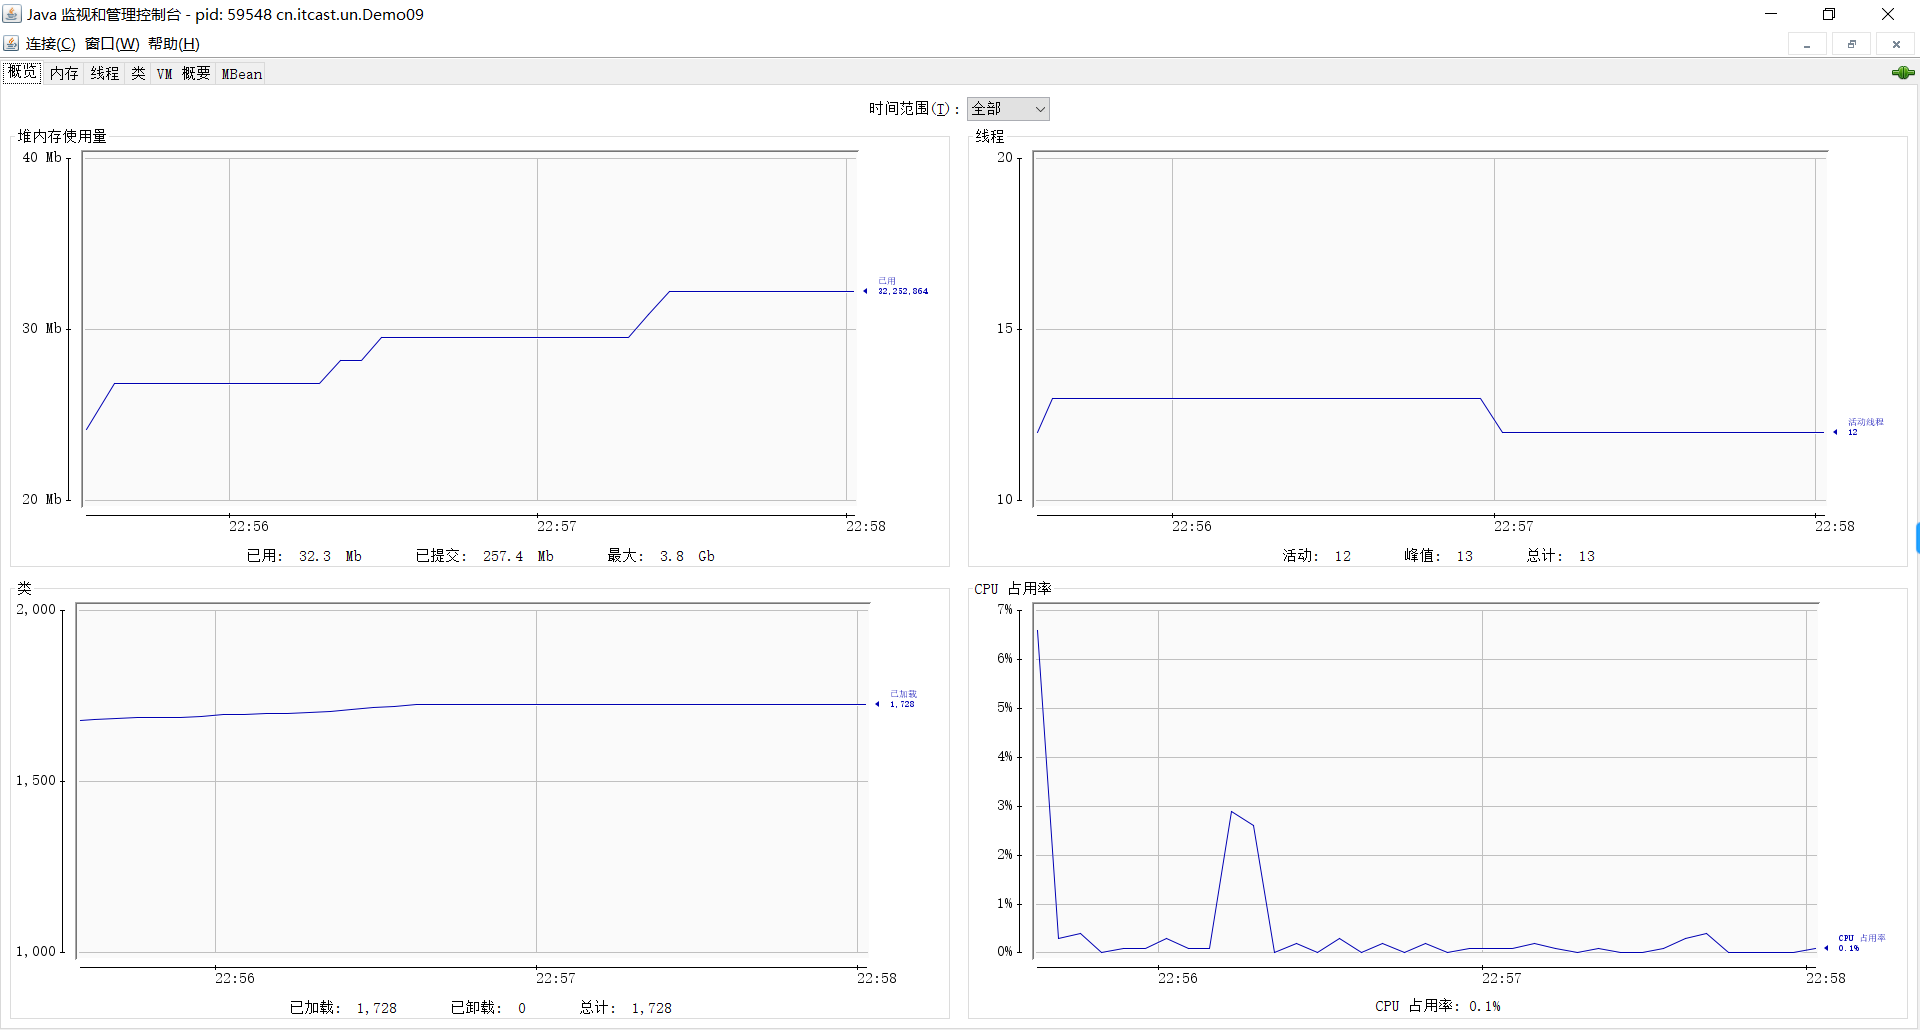 Java 监视和管理控制台 - pid: 59548 cn.itcast.un.Demo09
连接(C) 窗口(W) 帮助(H)
概览 内存 线程 类 VM 概要 MBean
时间范围(T): 全部
堆内存使用量
40 Mb
30 Mb
20 Mb
已用
32,252,864
22:56 22:57 22:58
已用: 32.3 Mb 已提交: 257.4 Mb 最大: 3.8 Gb
线程
20
15
10
活动线程
12
22:56 22:57 22:58
活动: 12 峰值: 13 总计: 13
类
2,000
1,500
1,000
已加载
1,728
22:56 22:57 22:58
已加载: 1,728 已卸载: 0 总计: 1,728
CPU 占用率
7%
6%
5%
4%
3%
2%
1%
0%
CPU 占用率
0.1%
22:56 22:57 22:58
CPU 占用率: 0.1%